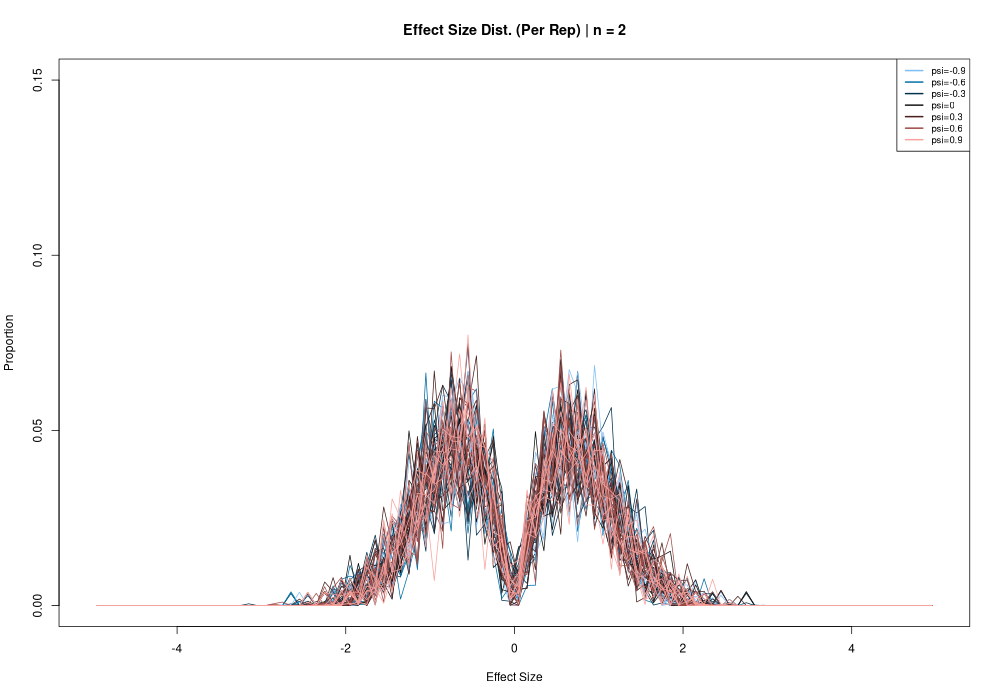 Effect Size Dist. (Per Rep) | n = 2
psi=-0.9
psi=-0.6
psi=-0.3
psi=0
psi=0.3
psi=0.6
psi=0.9
0.15
0.10
0.05
0.00
Proportion
-4 -2 0 2 4
Effect Size